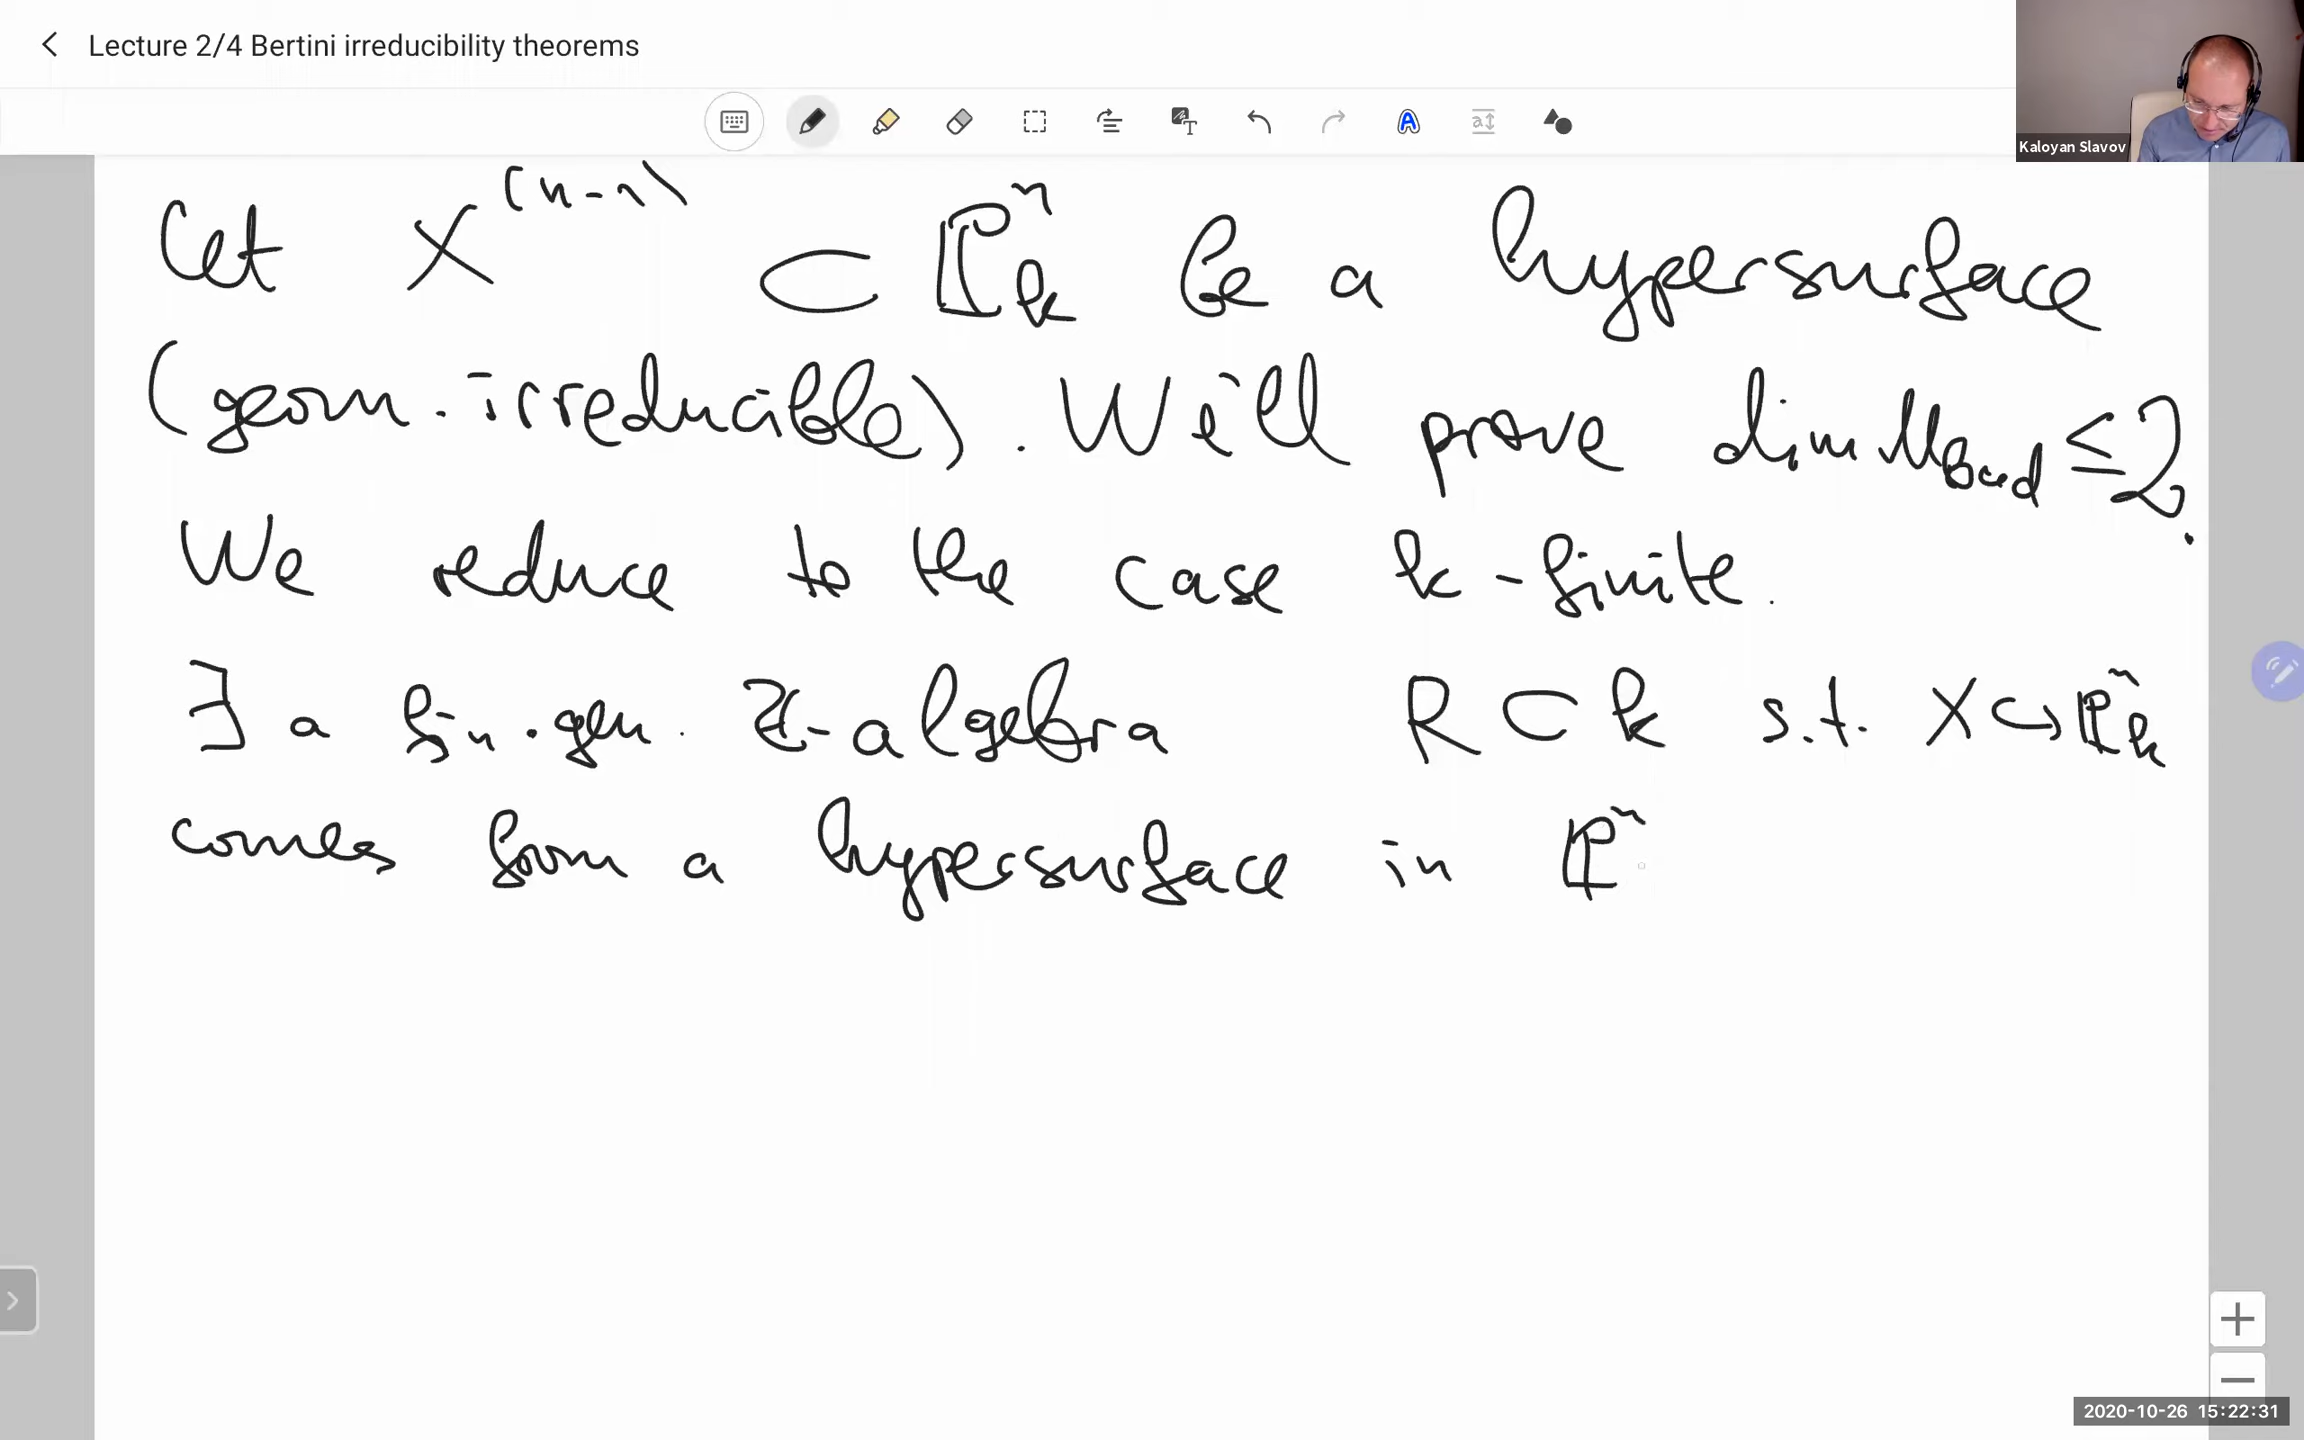 Lecture 2/4 Bertini irreducibility theorems
Kaloyan Slavov
Let X^(n-1) ⊂ ℙ^n_k be a hypersurface
(geom. irreducible). Will prove dim M_Bad ≤ 2.
We reduce to the case k-finite.
∃ a fin. gen. ℤ-algebra R ⊂ k s.t. X ↪ ℙ^n_k
comes from a hypersurface in ℙ^n
2020-10-26 15:22:31